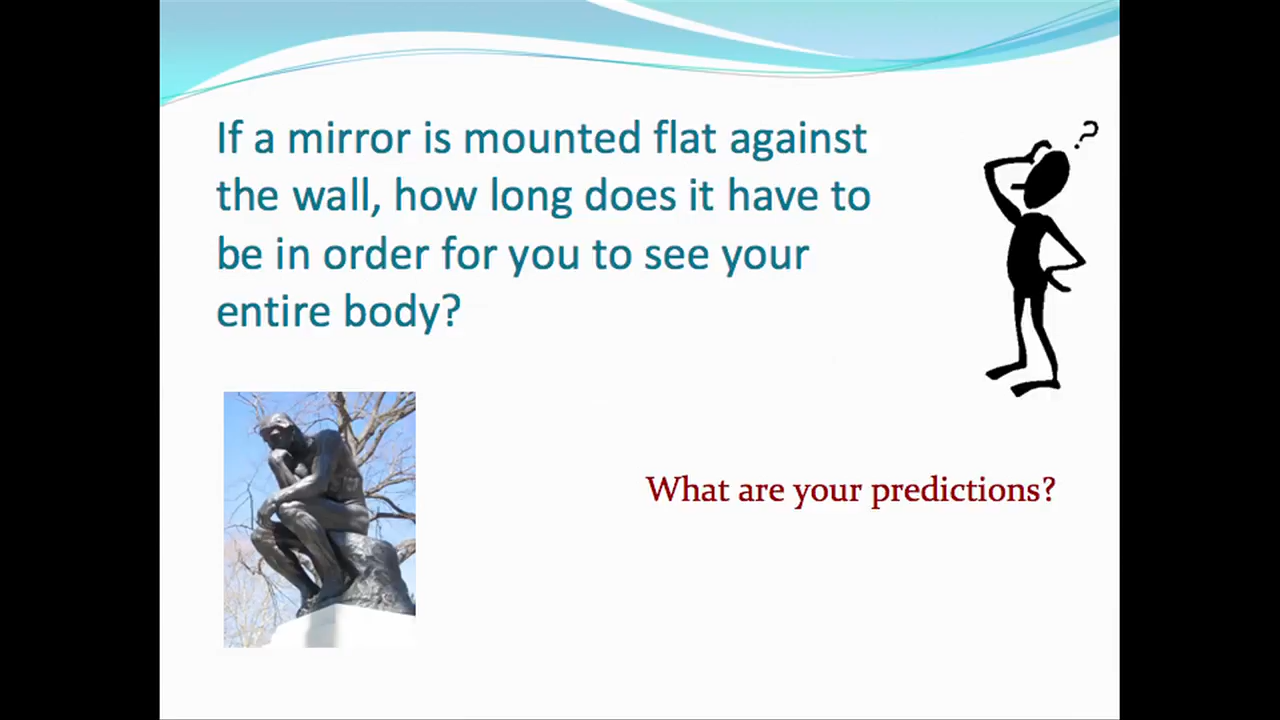 If a mirror is mounted flat against
the wall, how long does it have to
be in order for you to see your
entire body?
?
What are your predictions?